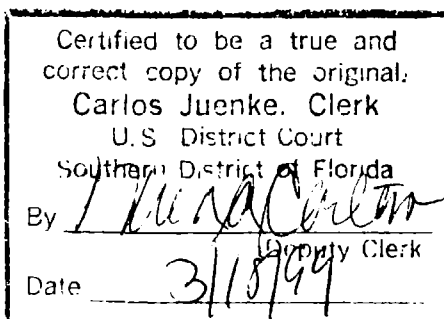 Certified to be a true and
correct copy of the original.
Carlos Juenke. Clerk
U.S District Court
Southern District of Florida
By
Deputy Clerk
Date 3/18/99